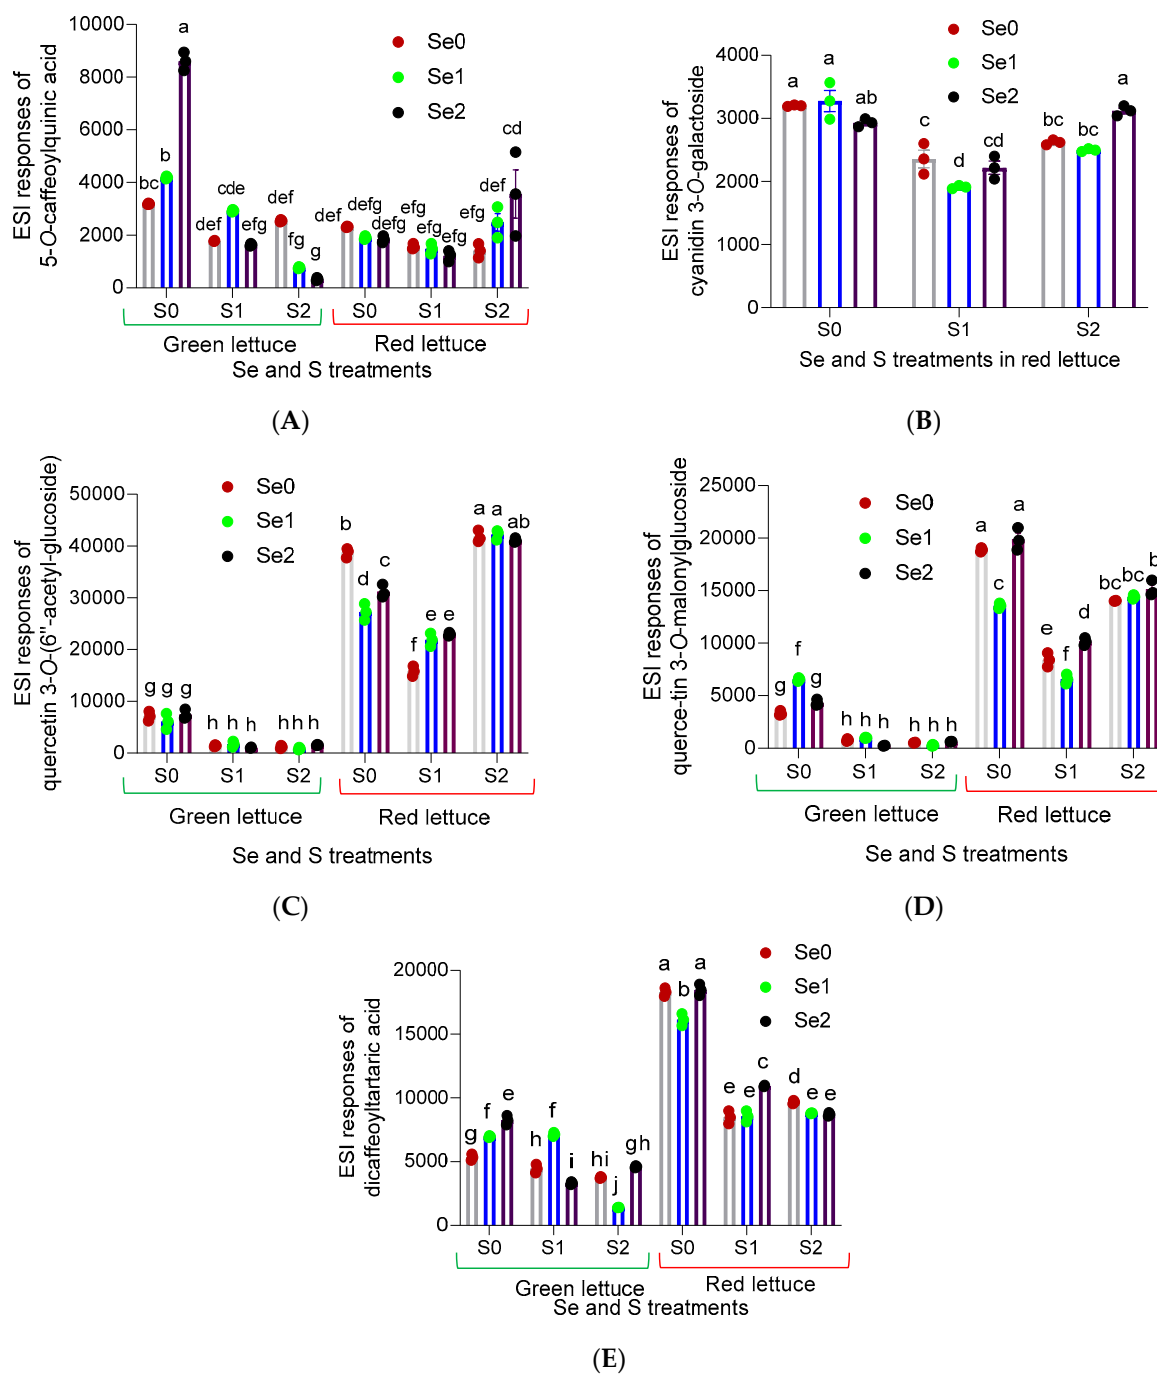 ESI responses of
5-O-caffeoylquinic acid
10000
8000
6000
4000
2000
0
Se0
Se1
Se2
a
b
bc
cde
def
efg
def
fg
g
def
defg
defg
efg
efg
efg
efg
def
cd
S0 S1 S2 S0 S1 S2
Green lettuce Red lettuce
Se and S treatments
(A)
ESI responses of
cyanidin 3-O-galactoside
4000
3000
2000
1000
0
Se0
Se1
Se2
a a ab
c d cd
bc bc a
S0 S1 S2
Se and S treatments in red lettuce
(B)
ESI responses of
quercetin 3-O-(6''-acetyl-glucoside)
50000
40000
30000
20000
10000
0
Se0
Se1
Se2
g g g
h h h
h h h
b d c
f e e
a a ab
S0 S1 S2 S0 S1 S2
Green lettuce Red lettuce
Se and S treatments
(C)
ESI responses of
querce-tin 3-O-malonylglucoside
25000
20000
15000
10000
5000
0
Se0
Se1
Se2
g f g
h h h
h h h
a c a
e f d
bc bc b
S0 S1 S2 S0 S1 S2
Green lettuce Red lettuce
Se and S treatments
(D)
ESI responses of
dicaffeoyltartaric acid
20000
15000
10000
5000
0
Se0
Se1
Se2
g f e
h f i
hi j gh
a b a
e e c
d e e
S0 S1 S2 S0 S1 S2
Green lettuce Red lettuce
Se and S treatments
(E)